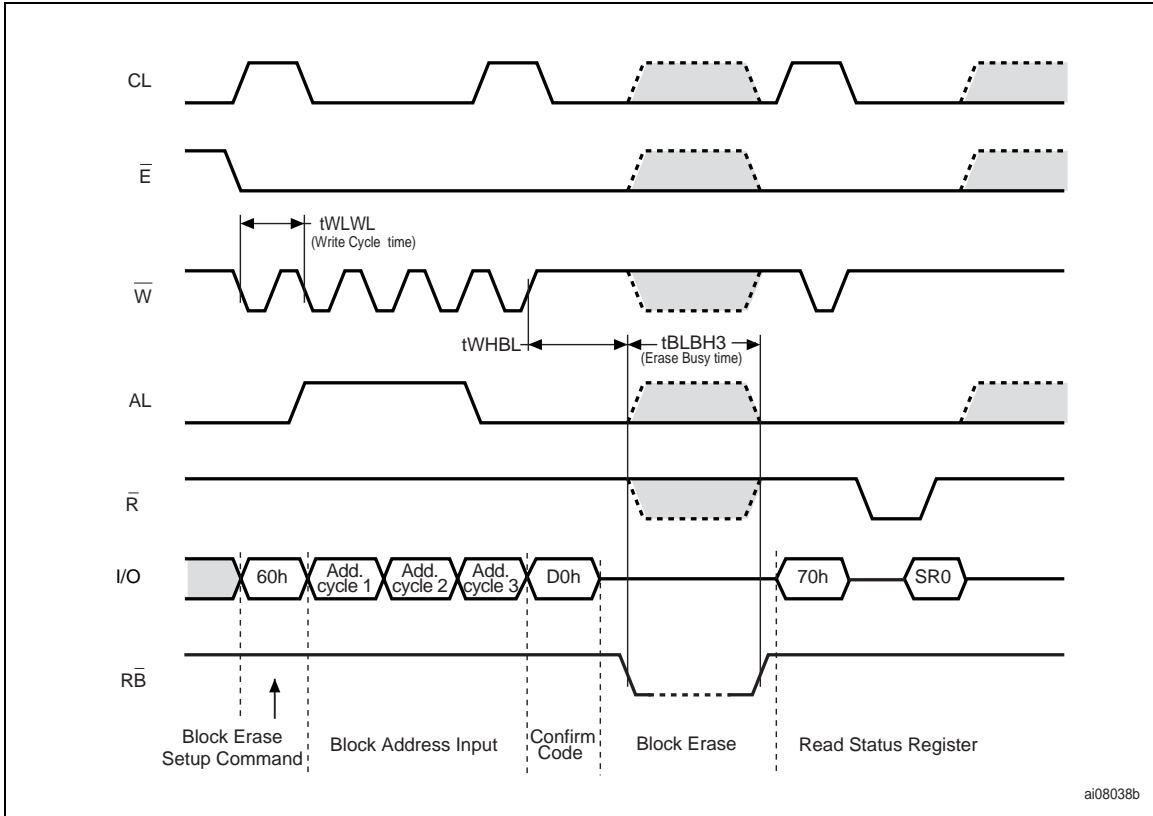 CL
E
tWLWL
(Write Cycle time)
W
tWHBL
tBLBH3
(Erase Busy time)
AL
R
I/O
60h
Add.
cycle 1
Add.
cycle 2
Add.
cycle 3
D0h
70h
SR0
RB
Block Erase
Setup Command
Block Address Input
Confirm
Code
Block Erase
Read Status Register
ai08038b